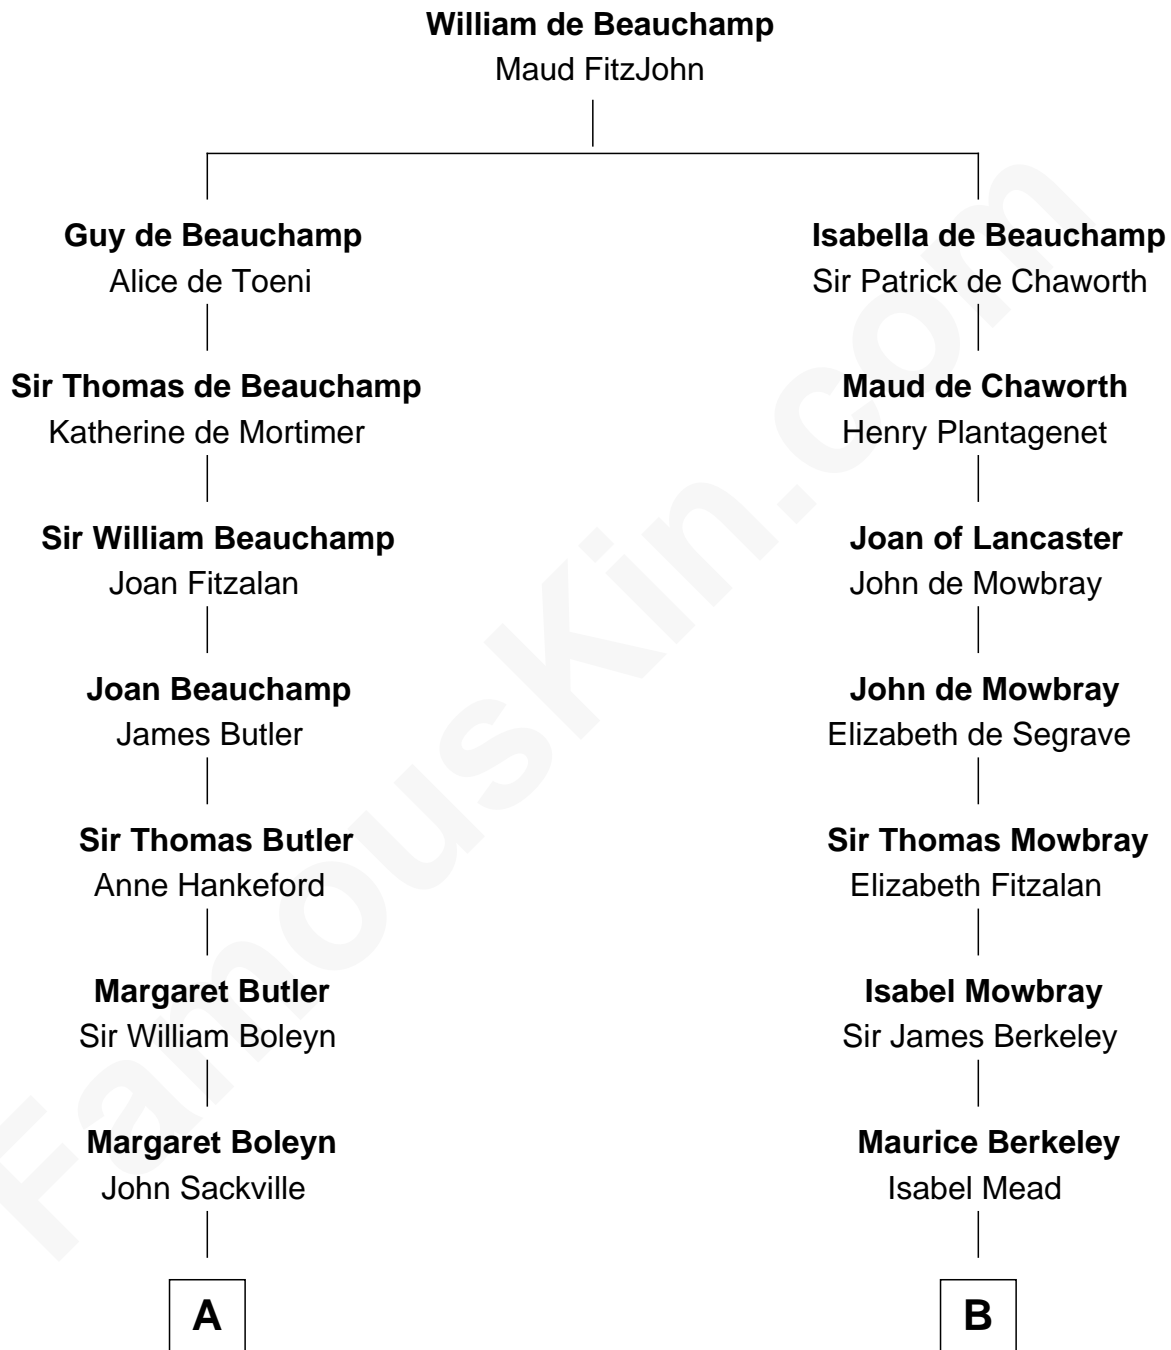 William de Beauchamp
Maud FitzJohn
Guy de Beauchamp
Alice de Toeni
Isabella de Beauchamp
Sir Patrick de Chaworth
Sir Thomas de Beauchamp
Katherine de Mortimer
Maud de Chaworth
Henry Plantagenet
Sir William Beauchamp
Joan Fitzalan
Joan of Lancaster
John de Mowbray
Joan Beauchamp
James Butler
John de Mowbray
Elizabeth de Segrave
Sir Thomas Butler
Anne Hankeford
Sir Thomas Mowbray
Elizabeth Fitzalan
Margaret Butler
Sir William Boleyn
Isabel Mowbray
Sir James Berkeley
Margaret Boleyn
John Sackville
Maurice Berkeley
Isabel Mead
A
B
FamousKin.com